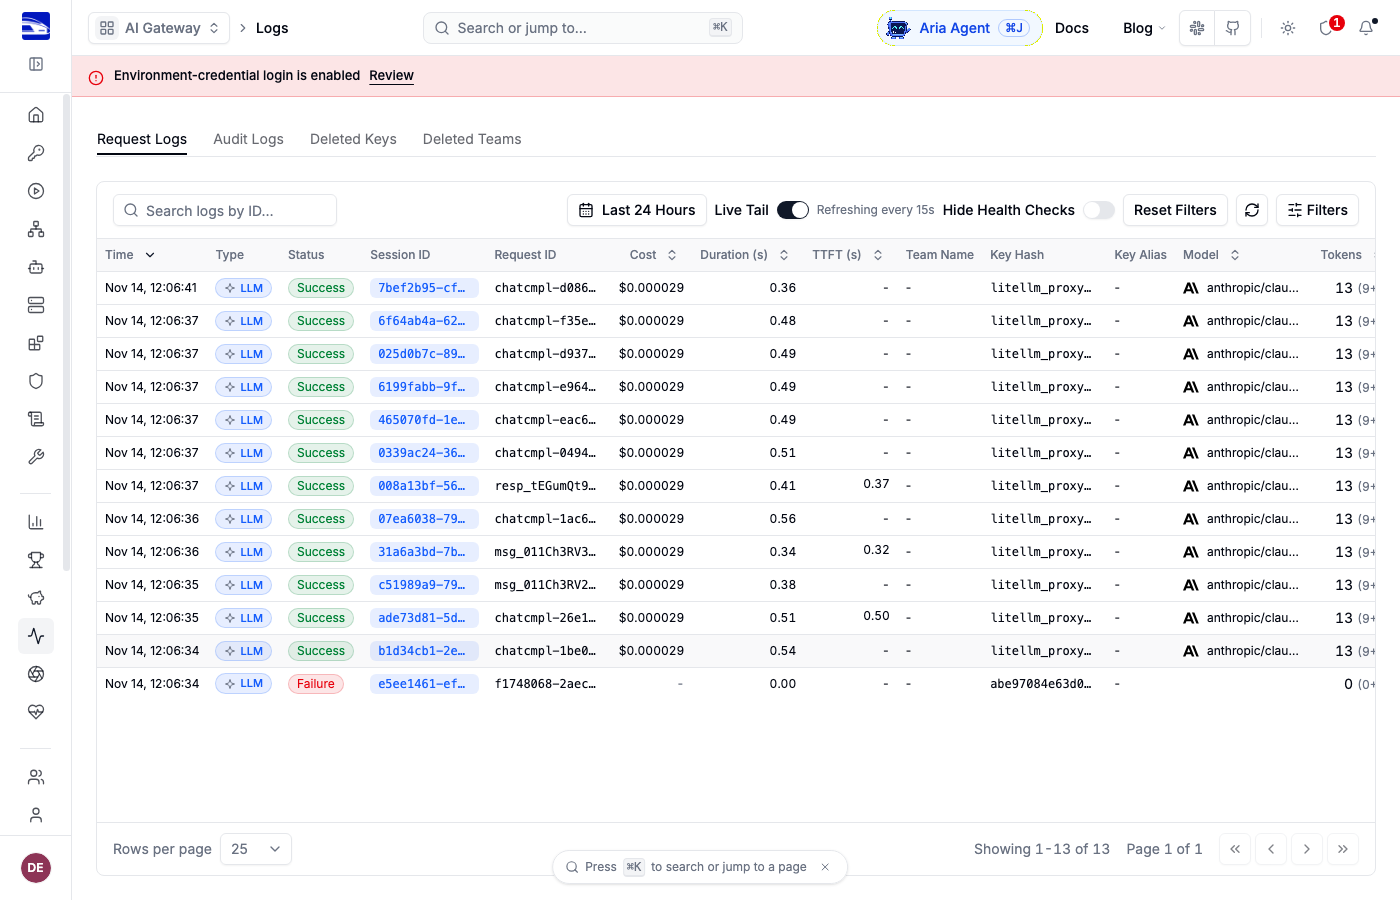 AI Gateway
Logs
Search or jump to...
⌘K
Aria Agent
⌘J
Docs
Blog
1
Environment-credential login is enabled Review
Request Logs
Audit Logs
Deleted Keys
Deleted Teams
Search logs by ID...
Last 24 Hours
Live Tail
Refreshing every 15s
Hide Health Checks
Reset Filters
Filters
Time Type Status Session ID Request ID Cost Duration (s) TTFT (s) Team Name Key Hash Key Alias Model Tokens
Nov 14, 12:06:41 LLM Success 7bef2b95-cf… chatcmpl-d086… $0.000029 0.36 - - litellm_proxy… - anthropic/clau... 13 (9+
Nov 14, 12:06:37 LLM Success 6f64ab4a-62… chatcmpl-f35e… $0.000029 0.48 - - litellm_proxy… - anthropic/clau... 13 (9+
Nov 14, 12:06:37 LLM Success 025d0b7c-89… chatcmpl-d937… $0.000029 0.49 - - litellm_proxy… - anthropic/clau... 13 (9+
Nov 14, 12:06:37 LLM Success 6199fabb-9f… chatcmpl-e964… $0.000029 0.49 - - litellm_proxy… - anthropic/clau... 13 (9+
Nov 14, 12:06:37 LLM Success 465070fd-1e… chatcmpl-eac6… $0.000029 0.49 - - litellm_proxy… - anthropic/clau... 13 (9+
Nov 14, 12:06:37 LLM Success 0339ac24-36… chatcmpl-0494… $0.000029 0.51 - - litellm_proxy… - anthropic/clau... 13 (9+
Nov 14, 12:06:37 LLM Success 008a13bf-56… resp_tEGumQt9… $0.000029 0.41 0.37 - litellm_proxy… - anthropic/clau... 13 (9+
Nov 14, 12:06:36 LLM Success 07ea6038-79… chatcmpl-1ac6… $0.000029 0.56 - - litellm_proxy… - anthropic/clau... 13 (9+
Nov 14, 12:06:36 LLM Success 31a6a3bd-7b… msg_011Ch3RV3… $0.000029 0.34 0.32 - litellm_proxy… - anthropic/clau... 13 (9+
Nov 14, 12:06:35 LLM Success c51989a9-79… msg_011Ch3RV2… $0.000029 0.38 - - litellm_proxy… - anthropic/clau... 13 (9+
Nov 14, 12:06:35 LLM Success ade73d81-5d… chatcmpl-26e1… $0.000029 0.51 0.50 - litellm_proxy… - anthropic/clau... 13 (9+
Nov 14, 12:06:34 LLM Success b1d34cb1-2e… chatcmpl-1be0… $0.000029 0.54 - - litellm_proxy… - anthropic/clau... 13 (9+
Nov 14, 12:06:34 LLM Failure e5ee1461-ef… f1748068-2aec… - 0.00 - - abe97084e63d0… - 0 (0+
Rows per page 25
Showing 1-13 of 13
Page 1 of 1
Press ⌘K to search or jump to a page ×
DE